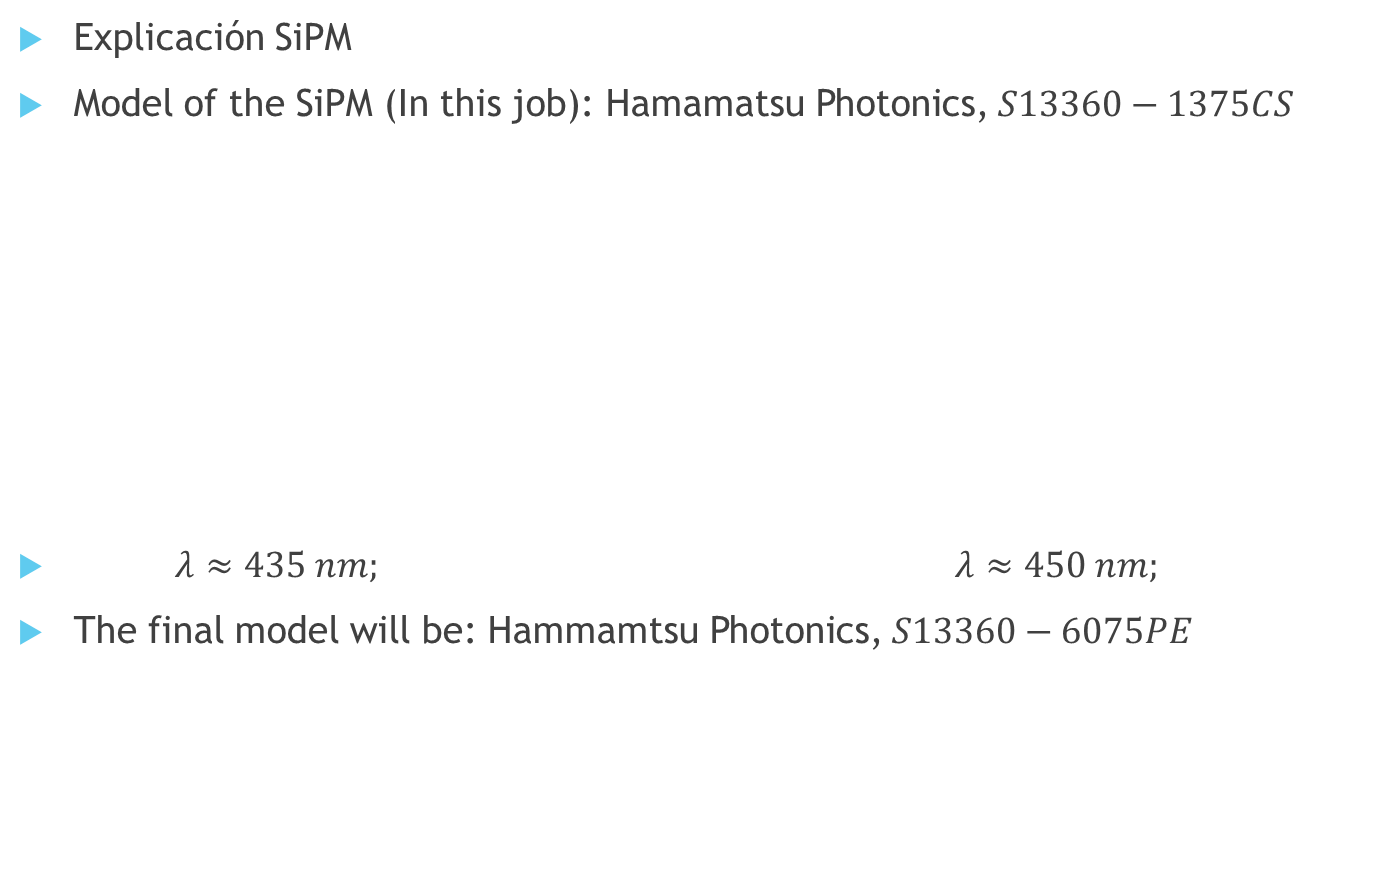 Explicación SiPM
Model of the SiPM (In this job): Hamamatsu Photonics, S13360 − 1375CS
λ ≈ 435 nm; λ ≈ 450 nm;
The final model will be: Hammamtsu Photonics, S13360 − 6075PE